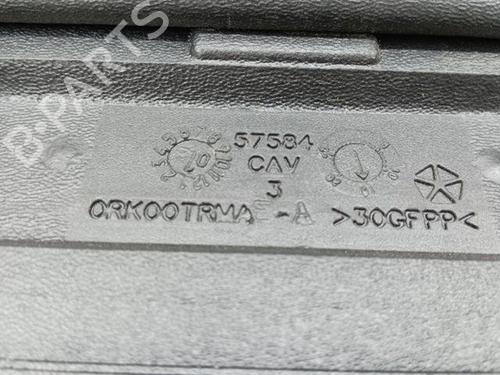 B-PARTS
57584
CAV
3
0RK00TRMA -A >30GFPP<